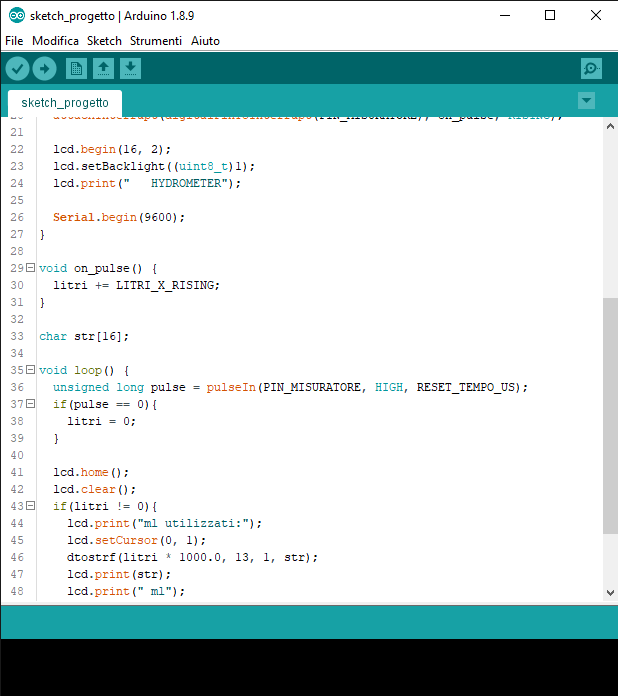 sketch_progetto | Arduino 1.8.9
File Modifica Sketch Strumenti Aiuto
sketch_progetto
20 attachInterrupt(digitalPinToInterrupt(PIN_MISURATORE), on_pulse, RISING);
21
22 lcd.begin(16, 2);
23 lcd.setBacklight((uint8_t)1);
24 lcd.print("   HYDROMETER");
25
26 Serial.begin(9600);
27 }
28
29 void on_pulse() {
30 litri += LITRI_X_RISING;
31 }
32
33 char str[16];
34
35 void loop() {
36 unsigned long pulse = pulseIn(PIN_MISURATORE, HIGH, RESET_TEMPO_US);
37 if(pulse == 0){
38 litri = 0;
39 }
40
41 lcd.home();
42 lcd.clear();
43 if(litri != 0){
44 lcd.print("ml utilizzati:");
45 lcd.setCursor(0, 1);
46 dtostrf(litri * 1000.0, 13, 1, str);
47 lcd.print(str);
48 lcd.print(" ml");